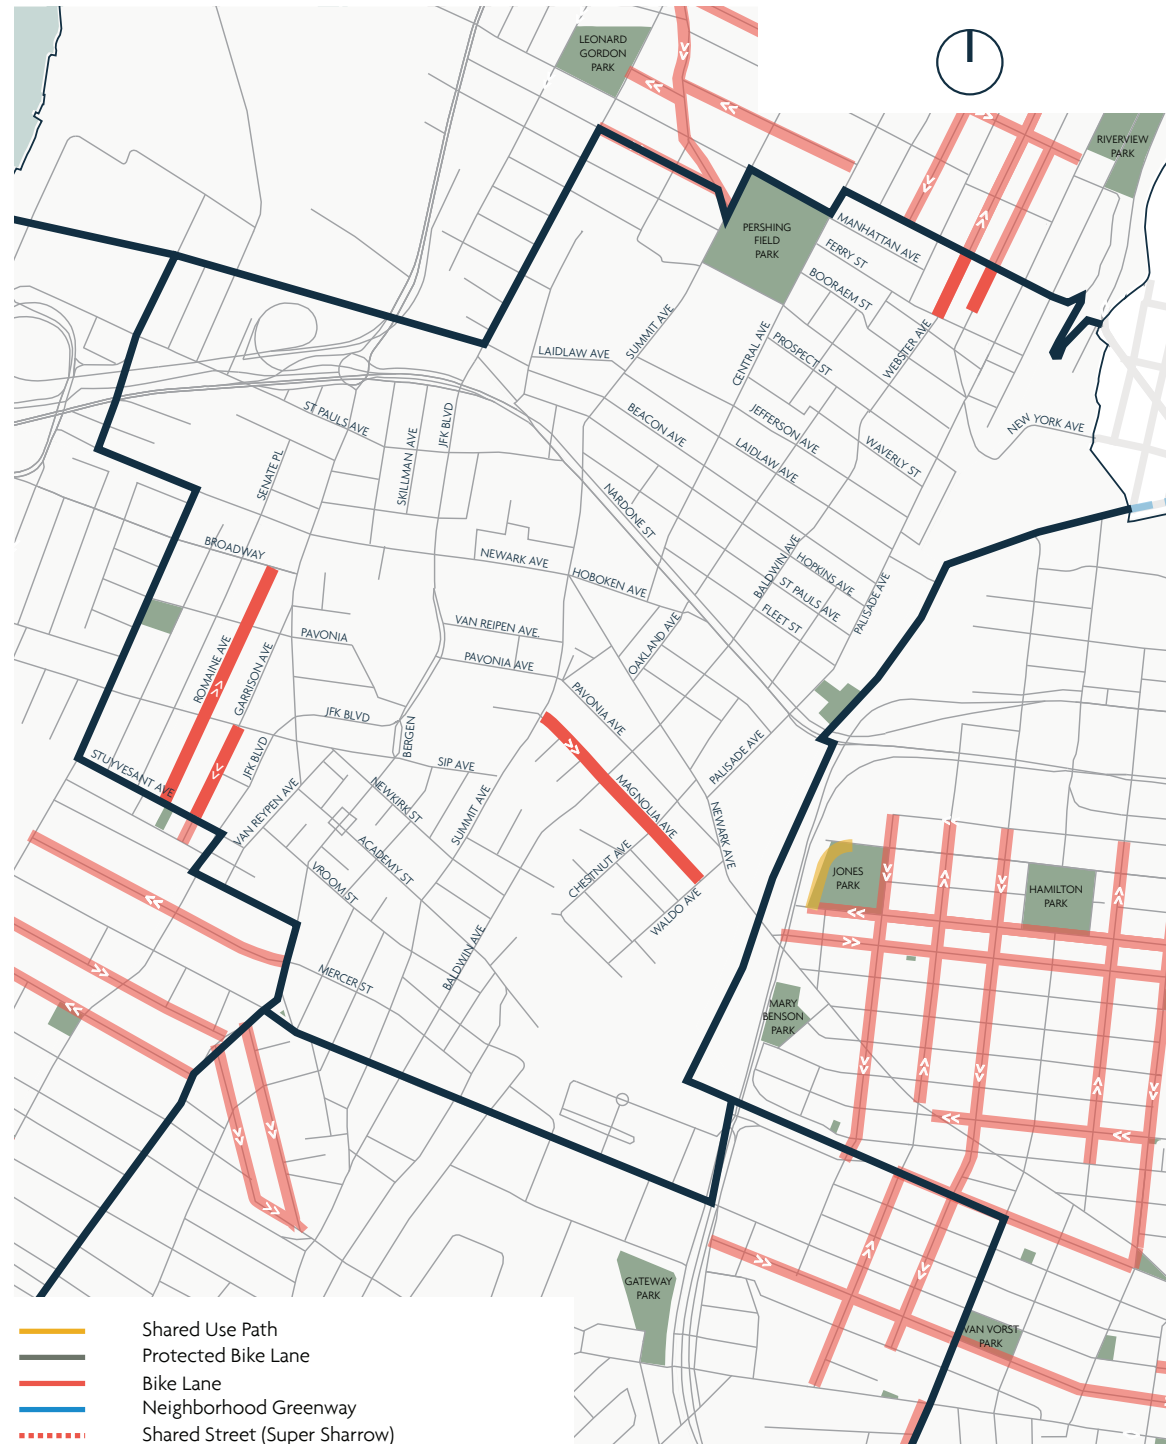 LEONARD
GORDON
PARK
RIVERVIEW
PARK
PERSHING
FIELD
PARK
MANHATTAN AVE
FERRY ST
BOORAEM ST
SUMMIT AVE
CENTRAL AVE
PROSPECT ST
WEBSTER AVE
LAIDLAW AVE
ST PAULS AVE
SKILLMAN AVE
JFK BLVD
BEACON AVE
JEFFERSON AVE
LAIDLAW AVE
WAVERLY ST
NEW YORK AVE
SENATE PL
NARDONE ST
BROADWAY
NEWARK AVE
HOBOKEN AVE
BALDWIN AVE
HOPKINS AVE
ST PAULS AVE
FLEET ST
PALISADE AVE
PAVONIA
VAN REIPEN AVE.
PAVONIA AVE
OAKLAND AVE
ROMAINE AVE
GARRISON AVE
JFK BLVD
BERGEN
PAVONIA AVE
STUYVESANT AVE
JFK BLVD
SIP AVE
PALISADE AVE
VAN REYPEN AVE
NEWKIRK ST
SUMMIT AVE
MAGNOLIA AVE
NEWARK AVE
ACADEMY ST
VROOM ST
CHESTNUT AVE
WALDO AVE
JONES
PARK
HAMILTON
PARK
BALDWIN AVE
MERCER ST
MARY
BENSON
PARK
GATEWAY
PARK
VAN VORST
PARK
Shared Use Path
Protected Bike Lane
Bike Lane
Neighborhood Greenway
Shared Street (Super Sharrow)